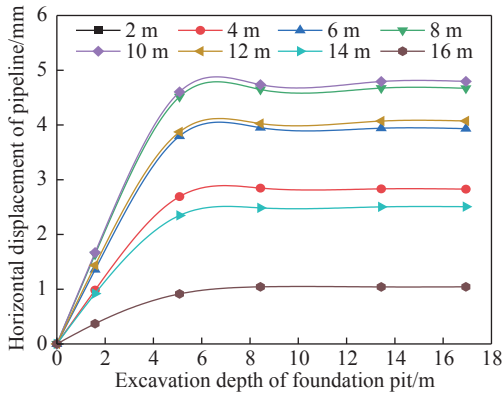 Horizontal displacement of pipeline/mm
6
5
4
3
2
1
0
2 m 4 m 6 m 8 m
10 m 12 m 14 m 16 m
0 2 4 6 8 10 12 14 16 18
Excavation depth of foundation pit/m